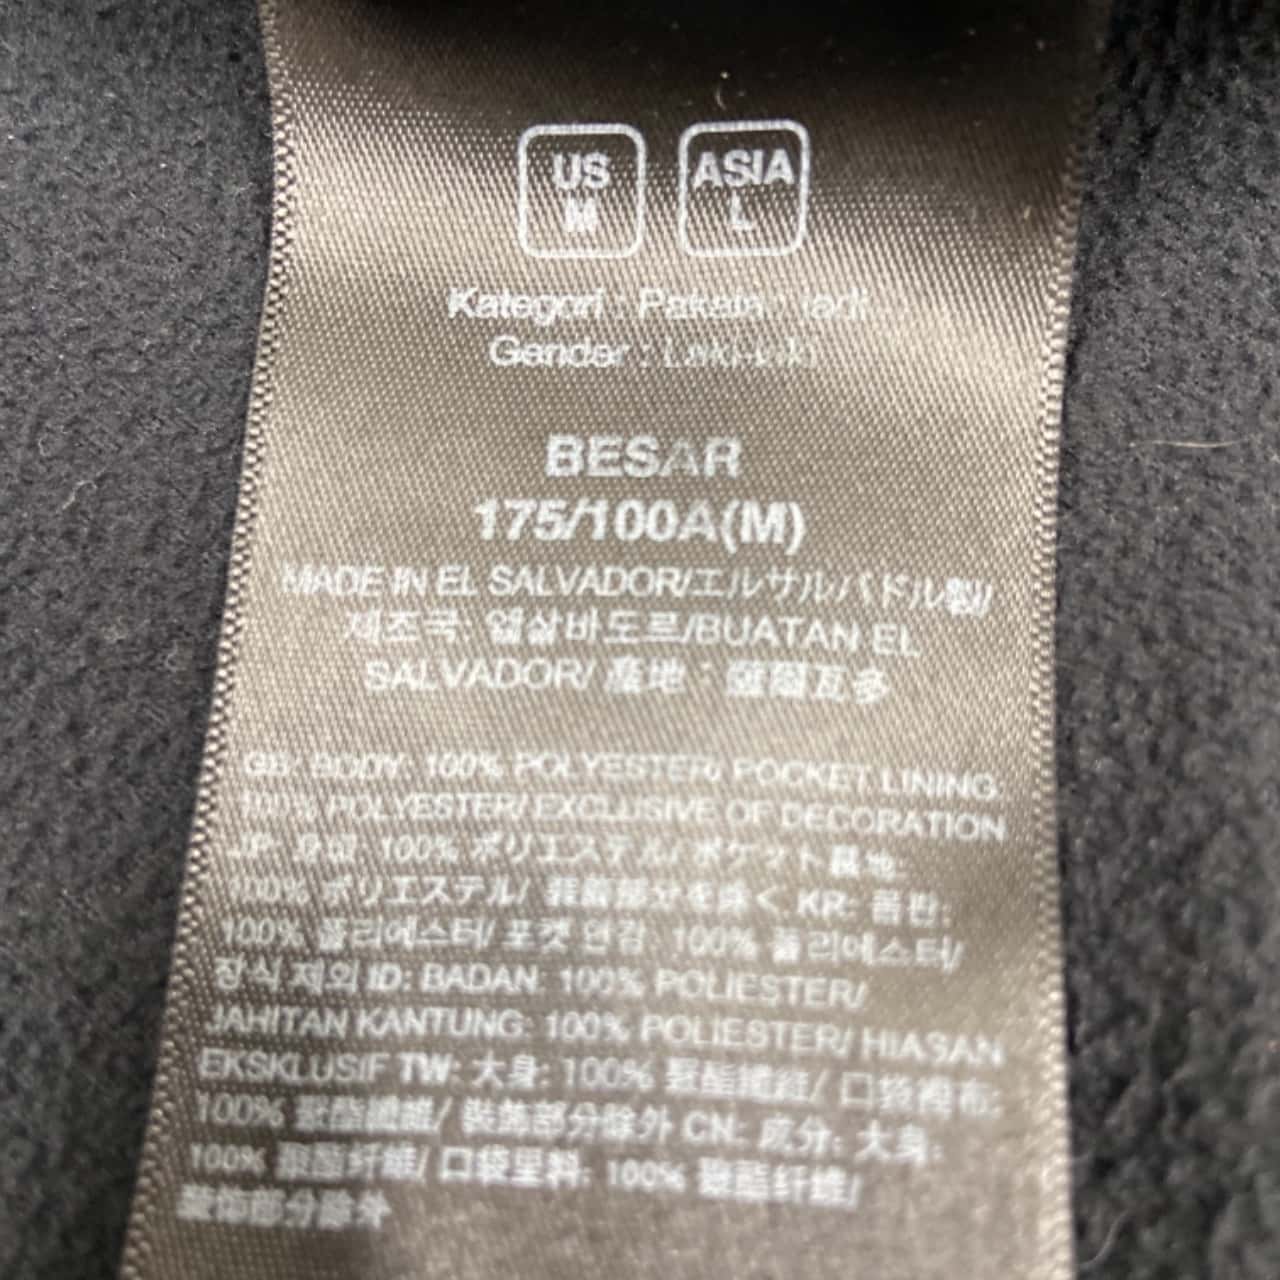 US
M
ASIA
L
Kategori : Pakaian jadi
Gender : Laki-laki
BESAR
175/100A(M)
MADE IN EL SALVADOR/エルサルバドル製/
제조국: 엘살바도르/BUATAN EL
SALVADOR/ 產地：薩爾瓦多
GB: BODY: 100% POLYESTER/ POCKET LINING:
100% POLYESTER/ EXCLUSIVE OF DECORATION
JP: 身頃: 100% ポリエステル/ ポケット裏地:
100% ポリエステル/ 装飾部分を除く KR: 몸판:
100% 폴리에스터/ 포켓 안감: 100% 폴리에스터/
장식 제외 ID: BADAN: 100% POLIESTER/
JAHITAN KANTUNG: 100% POLIESTER/ HIASAN
EKSKLUSIF TW: 大身: 100% 聚酯纖維/ 口袋裡布:
100% 聚酯纖維/ 裝飾部分除外 CN: 成分: 大身:
100% 聚酯纤维/ 口袋里料: 100% 聚酯纤维/
装饰部分除外